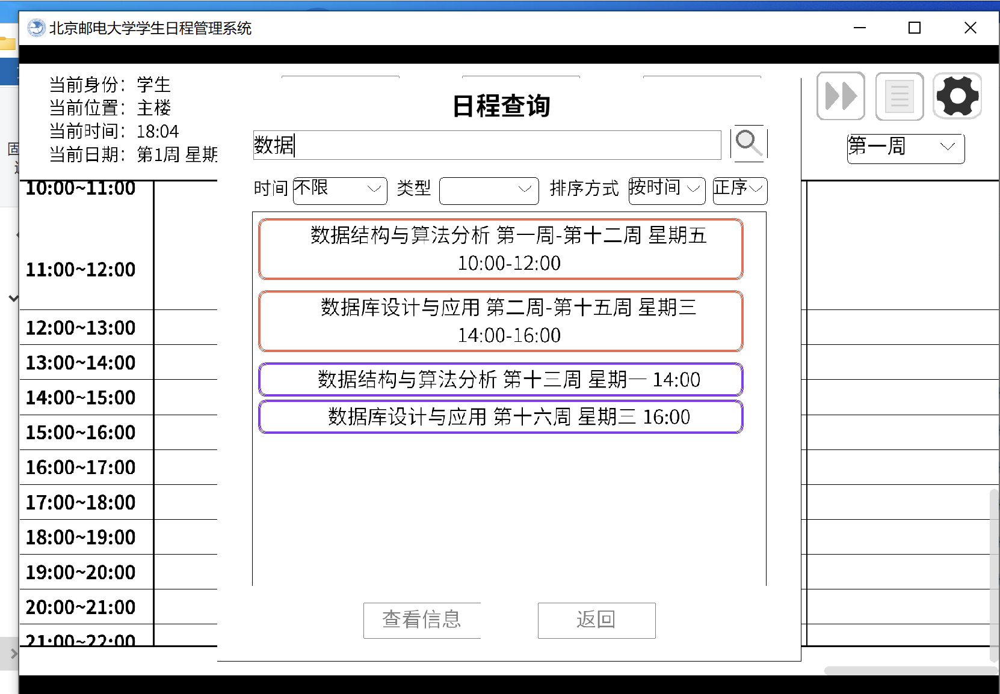 北京邮电大学学生日程管理系统
当前身份：学生
当前位置：主楼
当前时间：18:04
当前日期：第1周 星期
日程查询
数据
第一周
时间 不限 类型 排序方式 按时间 正序
数据结构与算法分析 第一周-第十二周 星期五
10:00-12:00
数据库设计与应用 第二周-第十五周 星期三
14:00-16:00
数据结构与算法分析 第十三周 星期一 14:00
数据库设计与应用 第十六周 星期三 16:00
查看信息 返回
10:00~11:00
11:00~12:00
12:00~13:00
13:00~14:00
14:00~15:00
15:00~16:00
16:00~17:00
17:00~18:00
18:00~19:00
19:00~20:00
20:00~21:00
21:00~22:00